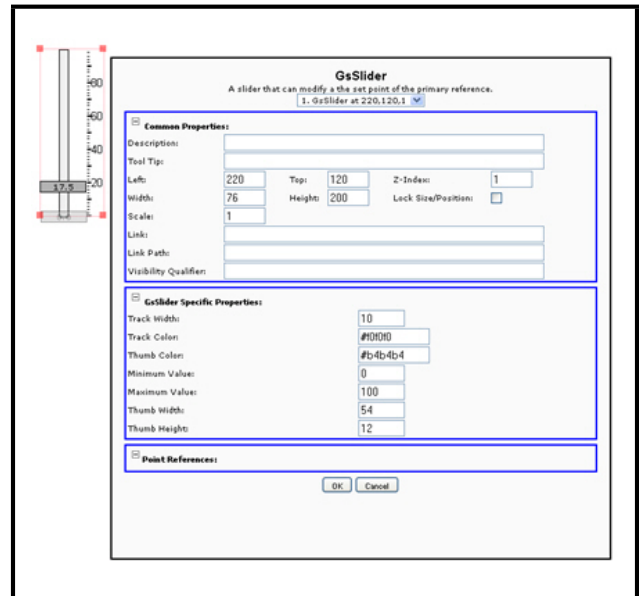 GsSlider
A slider that can modify a the set point of the primary reference.
1. GsSlider at 220,120,1
Common Properties:
Description:
Tool Tip:
Left: 220 Top: 120 Z-Index: 1
Width: 76 Height: 200 Lock Size/Position:
Scale: 1
Link:
Link Path:
Visibility Qualifier:
GsSlider Specific Properties:
Track Width: 10
Track Color: #f0f0f0
Thumb Color: #b4b4b4
Minimum Value: 0
Maximum Value: 100
Thumb Width: 54
Thumb Height: 12
Point References:
OK Cancel
80
60
40
20
17.5